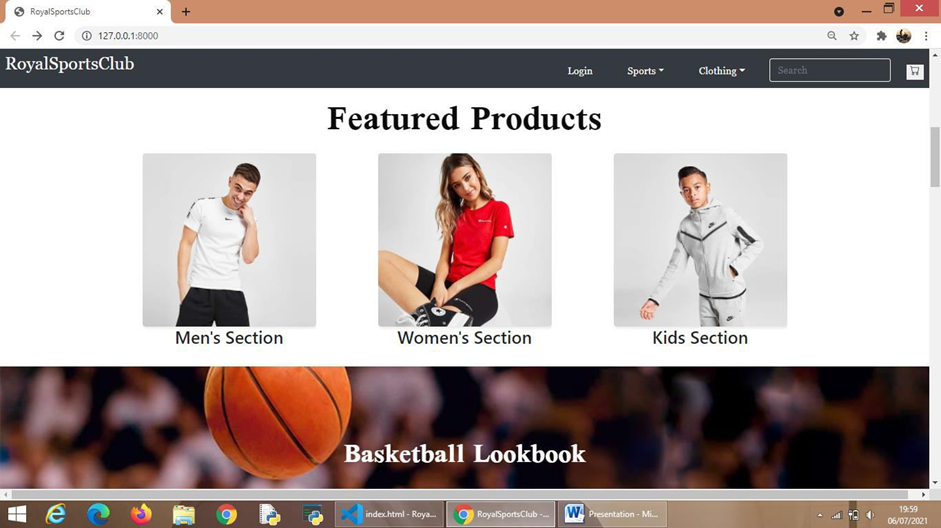 RoyalSportsClub
127.0.0.1:8000
RoyalSportsClub
Login
Sports
Clothing
Search
Featured Products
Men's Section
Women's Section
Kids Section
Basketball Lookbook
index.html - Roya...
RoyalSportsClub -...
Presentation - Mi...
19:59
06/07/2021